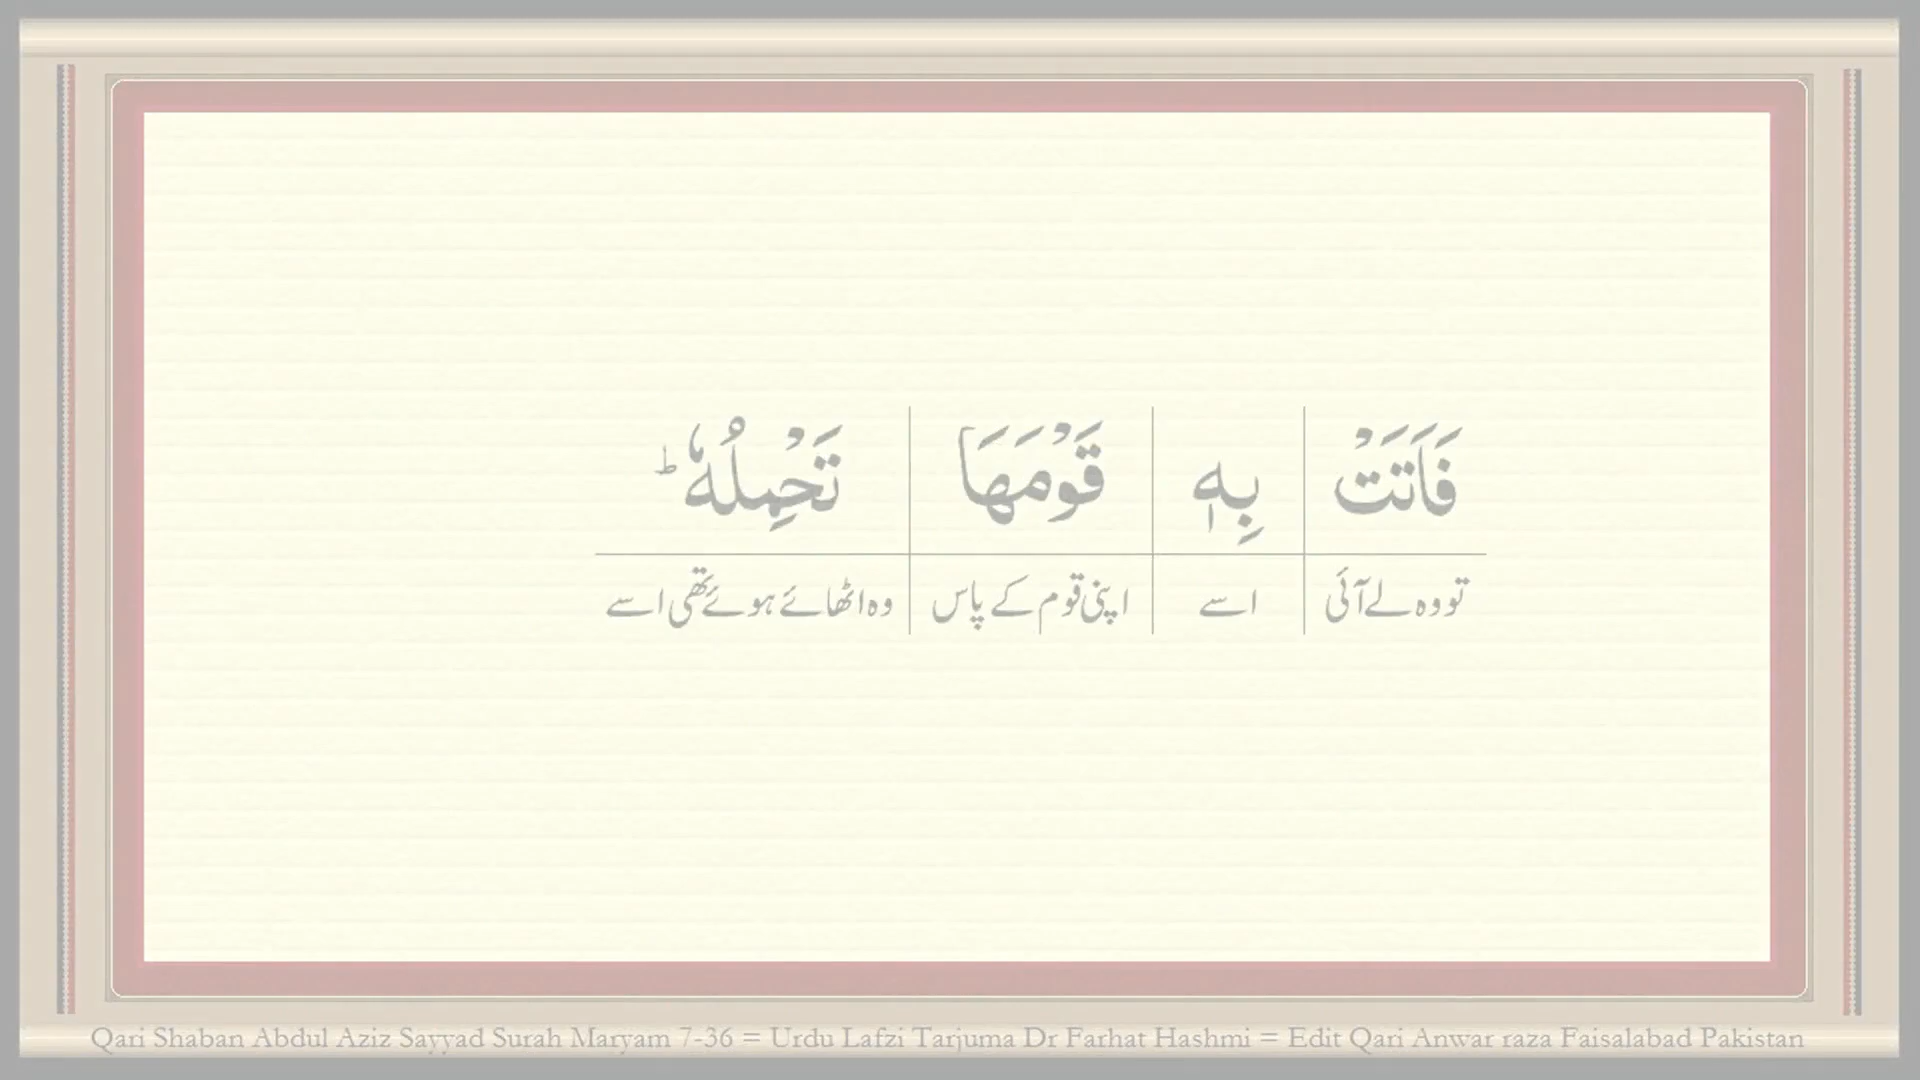 فَاَتَتْ بِهٖ قَوْمَهَا تَحْمِلُهٗ ؕ
تو وہ لے آئی اسے اپنی قوم کے پاس وہ اٹھائے ہوئے تھی اسے
Qari Shaban Abdul Aziz Sayyad Surah Maryam 7-36 = Urdu Lafzi Tarjuma Dr Farhat Hashmi = Edit Qari Anwar raza Faisalabad Pakistan